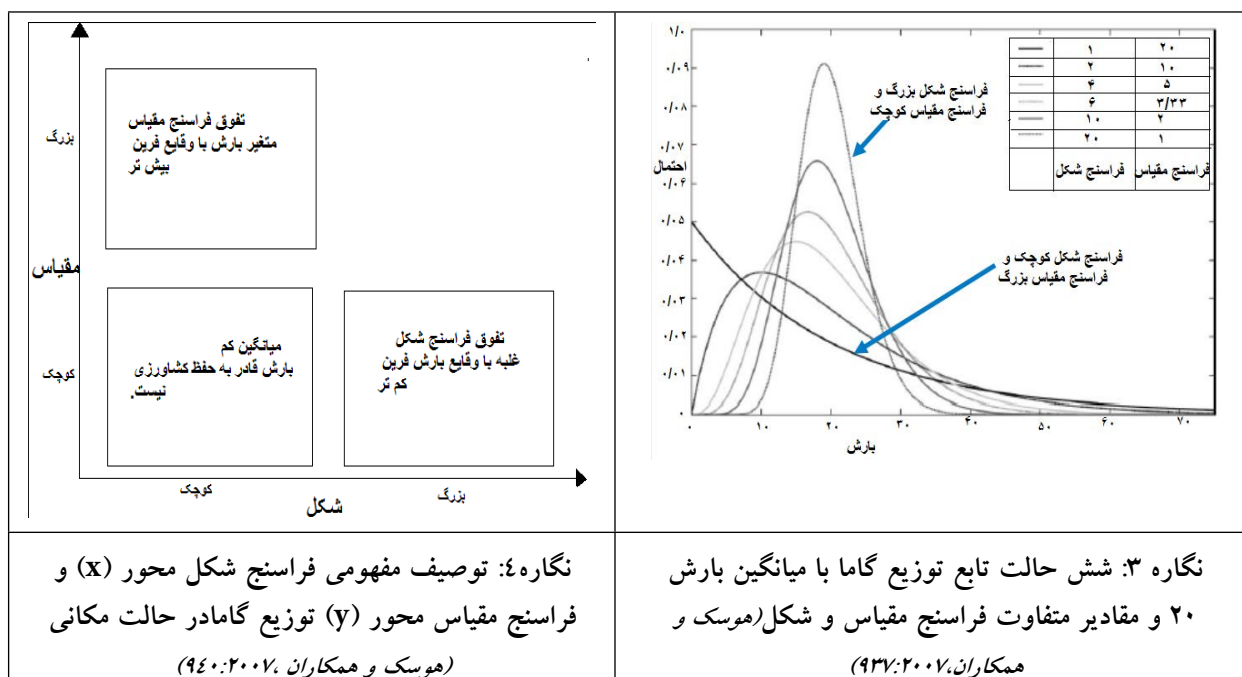 ۱/۰
۰/۰۹
۰/۰۸
۰/۰۷
احتمال
۰/۰۶
۰/۰۵
۰/۰۴
۰/۰۳
۰/۰۲
۰/۰۱
۰
۰ ۱۰ ۲۰ ۳۰ ۴۰ ۵۰ ۶۰ ۷۰
بارش
۲۰ ۱
۱۰ ۲
۵ ۴
۳/۳۳ ۶
۲ ۱۰
۱ ۲۰
فراسنج مقیاس فراسنج شکل
فراسنج شکل بزرگ و
فراسنج مقیاس کوچک
فراسنج شکل کوچک و
فراسنج مقیاس بزرگ
نگاره ۳: شش حالت تابع توزیع گاما با میانگین بارش
۲۰ و مقادیر متفاوت فراسنج مقیاس و شکل(هوسک و
همکاران،۲۰۰۷:۹۳۷)
بزرگ
مقیاس
کوچک
تفوق فراسنج مقیاس
متغیر بارش با وقایع فرین
بیش تر
میانگین کم
بارش قادر به حفظ کشاورزی
نیست.
تفوق فراسنج شکل
غلبه با وقایع بارش فرین
کم تر
کوچک
بزرگ
شکل
نگاره٤: توصیف مفهومی فراسنج شکل محور (x) و
فراسنج مقیاس محور (y) توزیع گامادر حالت مکانی
(هوسک و همکاران ،۲۰۰۷:۹٤۰)